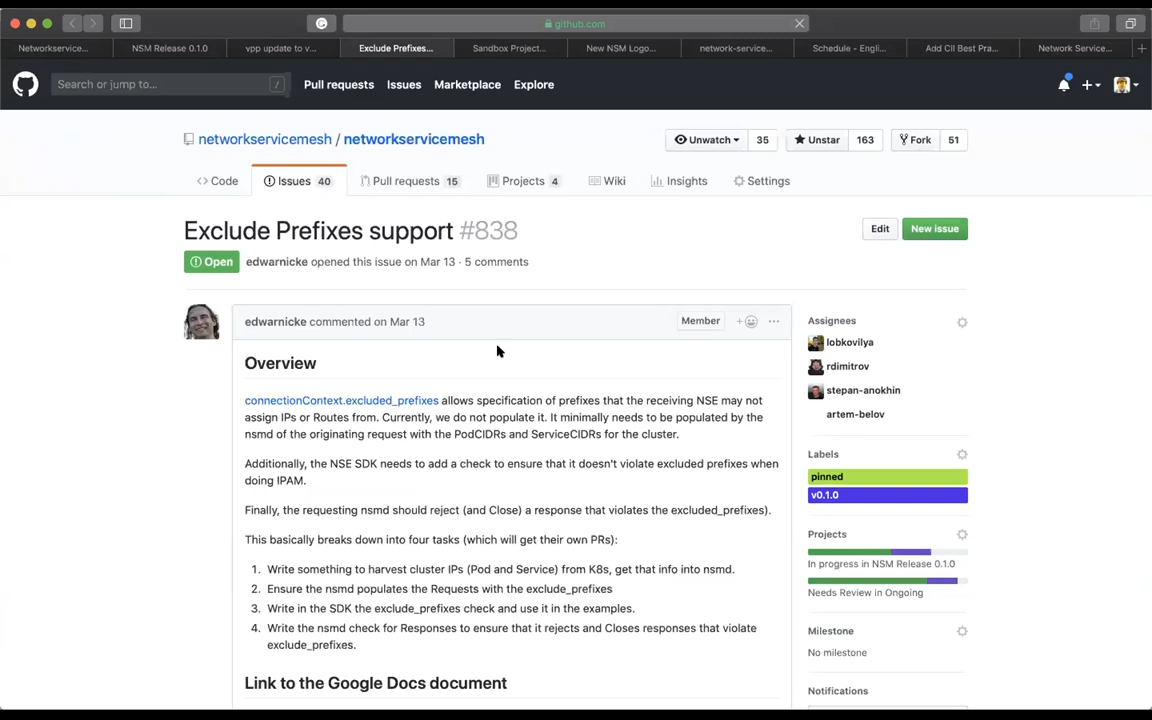 github.com
Networkservice...
NSM Release 0.1.0
vpp update to v...
Exclude Prefixes...
Sandbox Project...
New NSM Logo...
network-service...
Schedule - Engli...
Add CII Best Pra...
Network Service...
Search or jump to... /
Pull requests Issues Marketplace Explore
networkservicemesh / networkservicemesh
Unwatch 35 Unstar 163 Fork 51
Code Issues 40 Pull requests 15 Projects 4 Wiki Insights Settings
Exclude Prefixes support #838
Edit New issue
Open edwarnicke opened this issue on Mar 13 · 5 comments
edwarnicke commented on Mar 13 Member
Overview
connectionContext.excluded_prefixes allows specification of prefixes that the receiving NSE may not
assign IPs or Routes from. Currently, we do not populate it. It minimally needs to be populated by the
nsmd of the originating request with the PodCIDRs and ServiceCIDRs for the cluster.
Additionally, the NSE SDK needs to add a check to ensure that it doesn't violate excluded prefixes when
doing IPAM.
Finally, the requesting nsmd should reject (and Close) a response that violates the excluded_prefixes).
This basically breaks down into four tasks (which will get their own PRs):
1. Write something to harvest cluster IPs (Pod and Service) from K8s, get that info into nsmd.
2. Ensure the nsmd populates the Requests with the exclude_prefixes
3. Write in the SDK the exclude_prefixes check and use it in the examples.
4. Write the nsmd check for Responses to ensure that it rejects and Closes responses that violate
exclude_prefixes.
Link to the Google Docs document
Assignees
lobkovilya
rdimitrov
stepan-anokhin
artem-belov
Labels
pinned
v0.1.0
Projects
In progress in NSM Release 0.1.0
Needs Review in Ongoing
Milestone
No milestone
Notifications